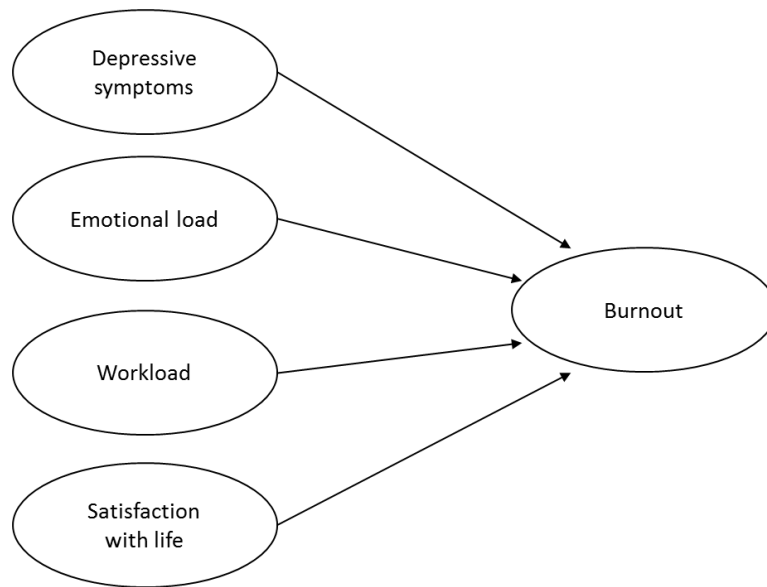 Depressive
symptoms
Emotional load
Burnout
Workload
Satisfaction
with life